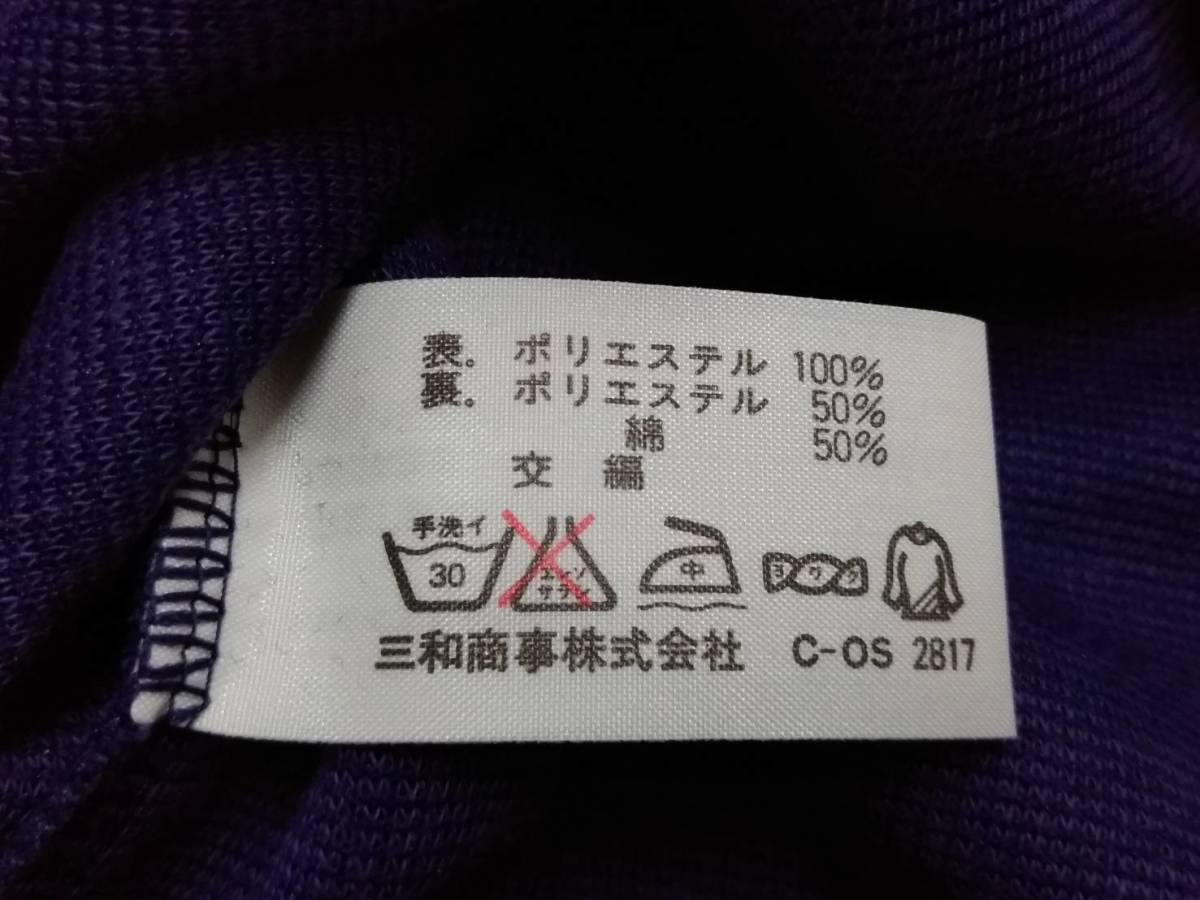 表。ポリエステル 100%
裏。ポリエステル 50%
綿 50%
交 編
手洗イ
30
エンソ
サラシ
中
ヨワク
三和商事株式会社 C-OS 2817